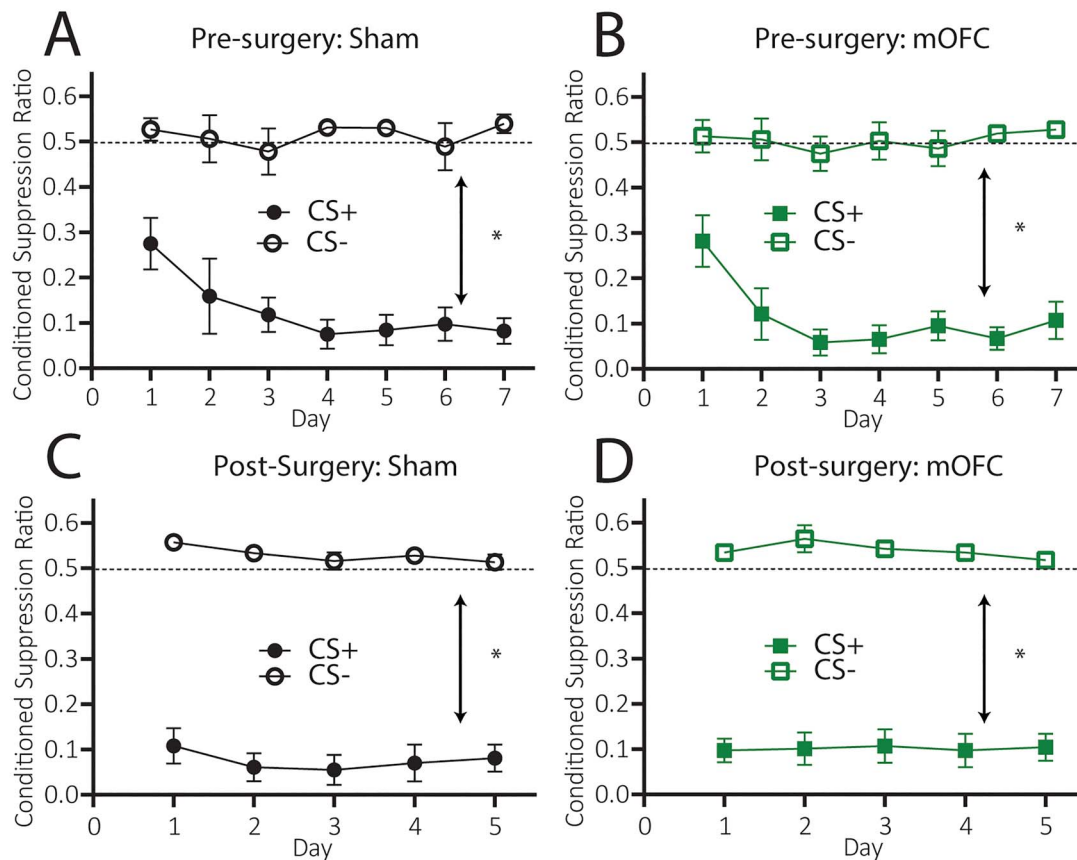 A
Pre-surgery: Sham
Conditioned Suppression Ratio
0.6
0.5
0.4
0.3
0.2
0.1
0.0
CS+
CS-
*
0 1 2 3 4 5 6 7
Day
B
Pre-surgery: mOFC
Conditioned Suppression Ratio
0.6
0.5
0.4
0.3
0.2
0.1
0.0
CS+
CS-
*
0 1 2 3 4 5 6 7
Day
C
Post-Surgery: Sham
Conditioned Suppression Ratio
0.6
0.5
0.4
0.3
0.2
0.1
0.0
CS+
CS-
*
0 1 2 3 4 5
Day
D
Post-surgery: mOFC
Conditioned Suppression Ratio
0.6
0.5
0.4
0.3
0.2
0.1
0.0
CS+
CS-
*
0 1 2 3 4 5
Day